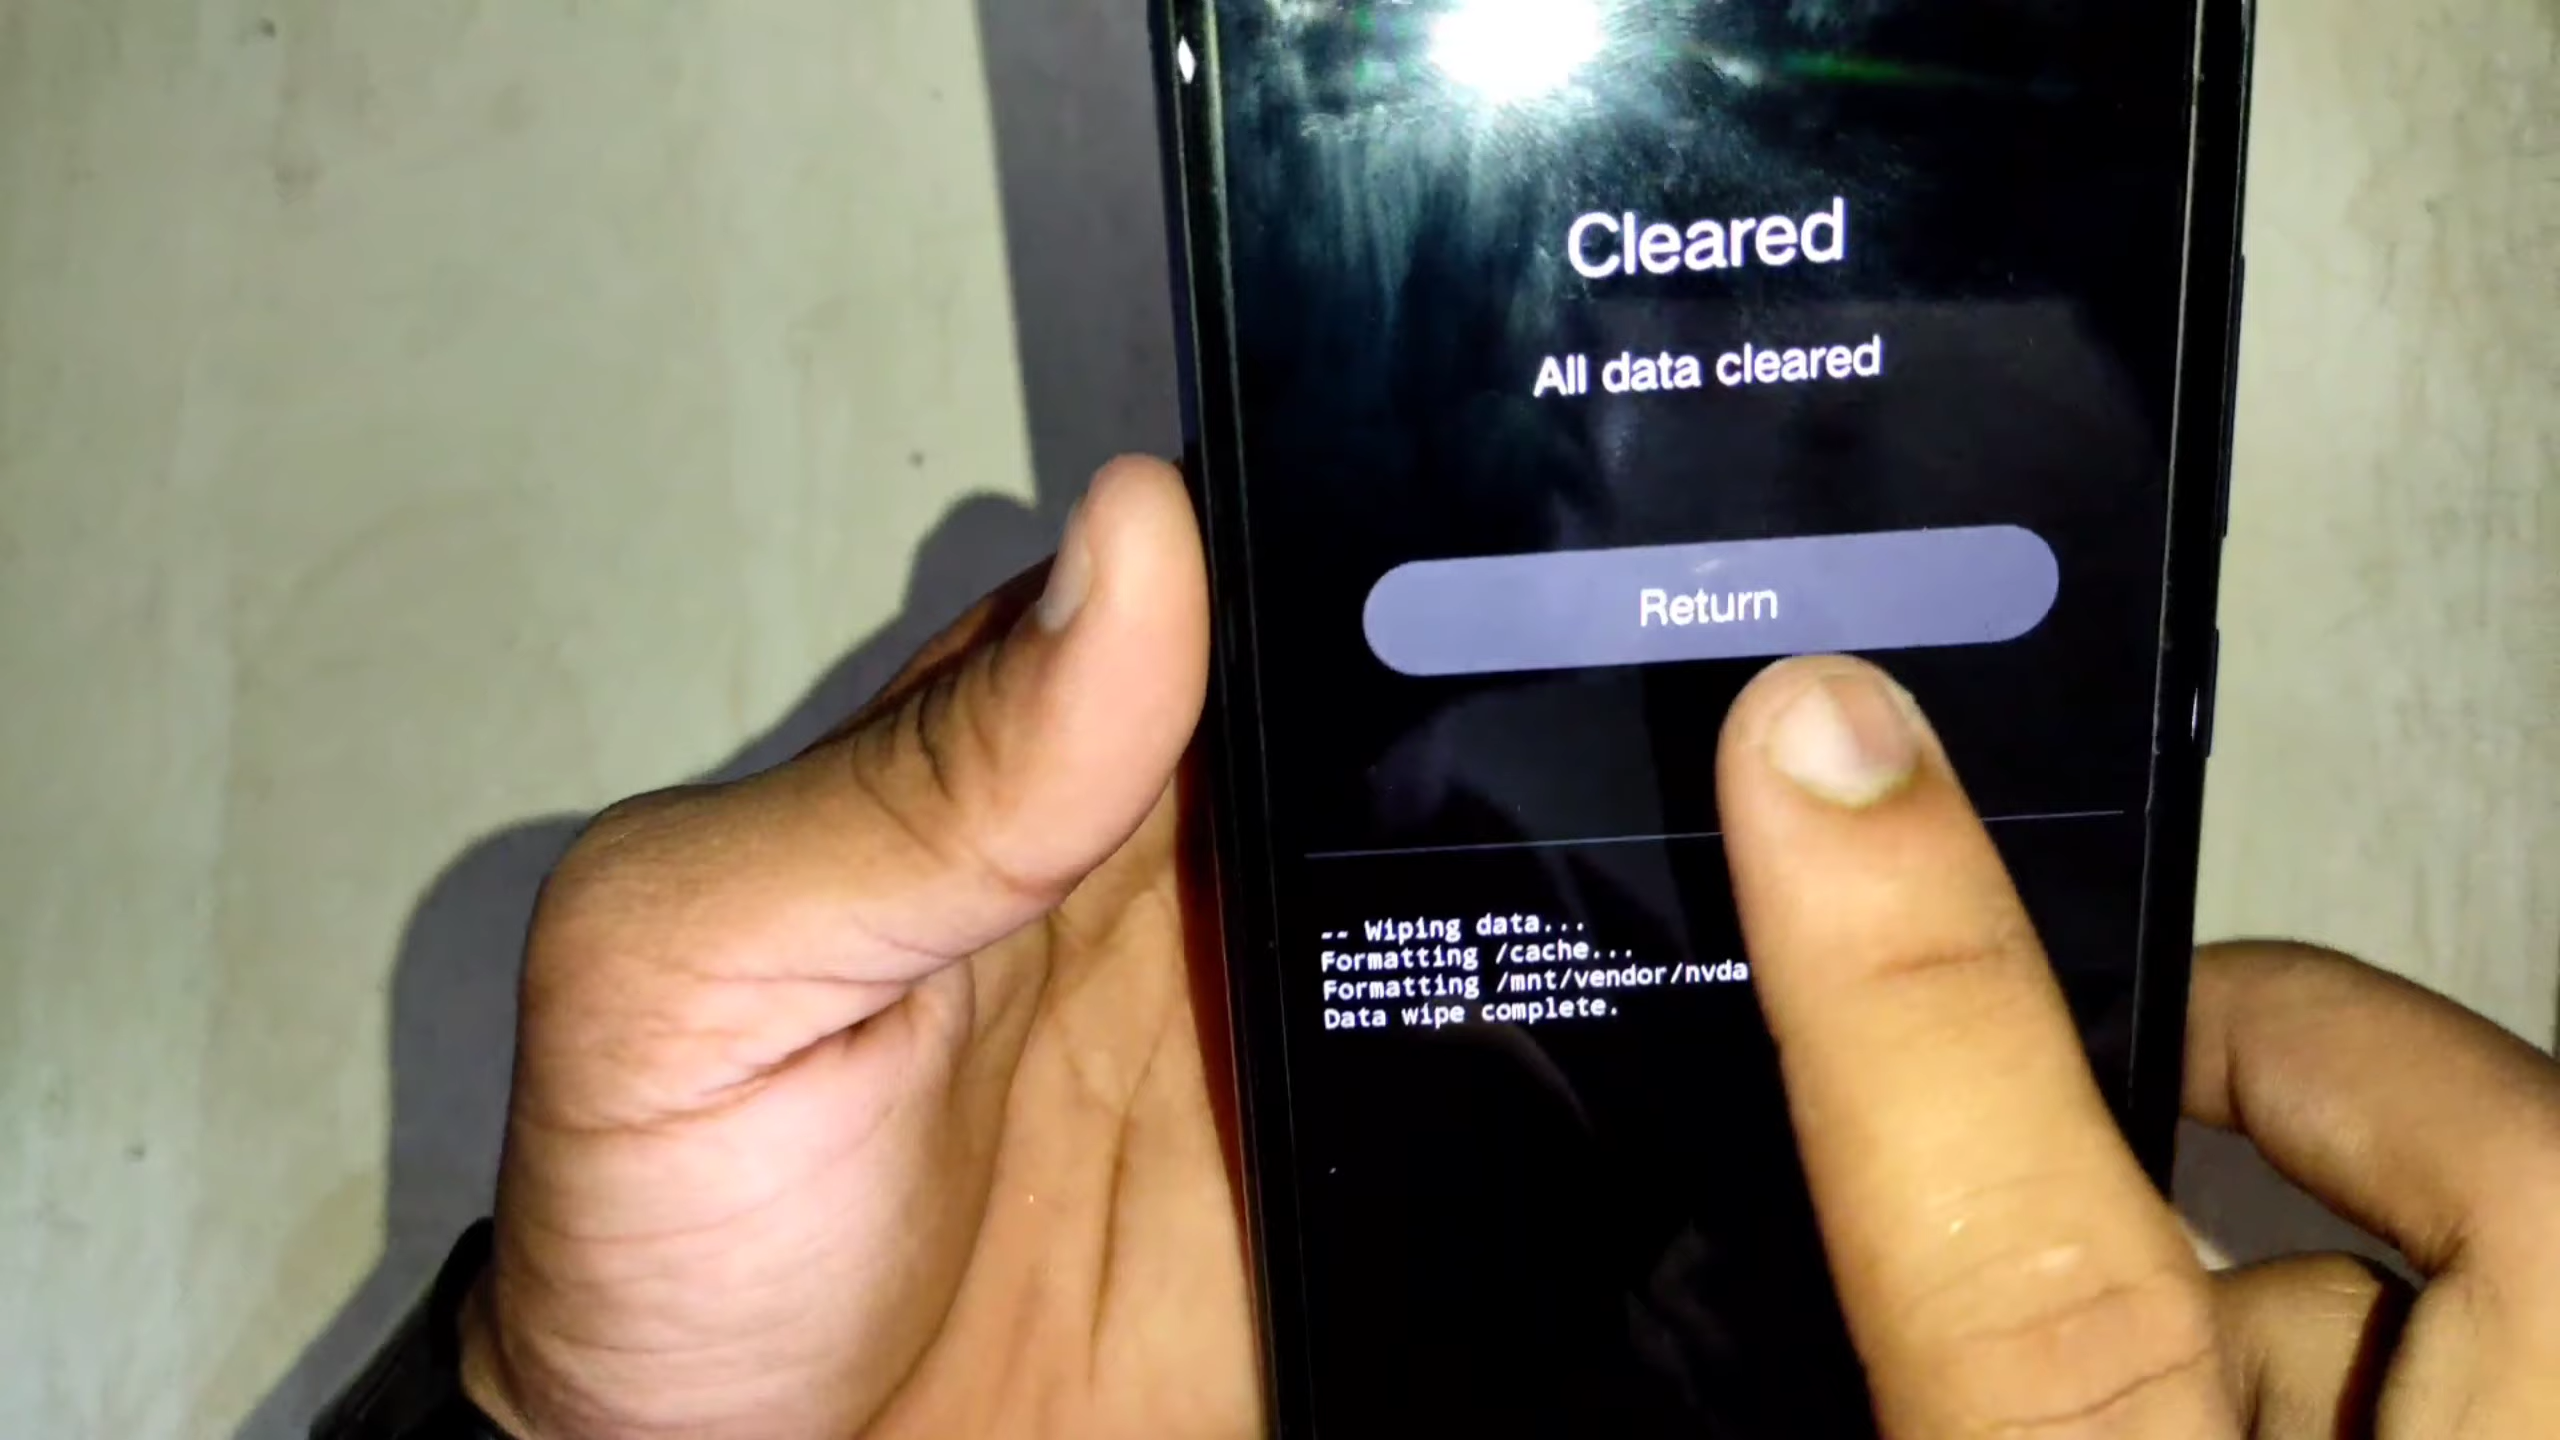 Cleared
All data cleared
Return
-- Wiping data...
Formatting /cache...
Formatting /mnt/vendor/nvda
Data wipe complete.